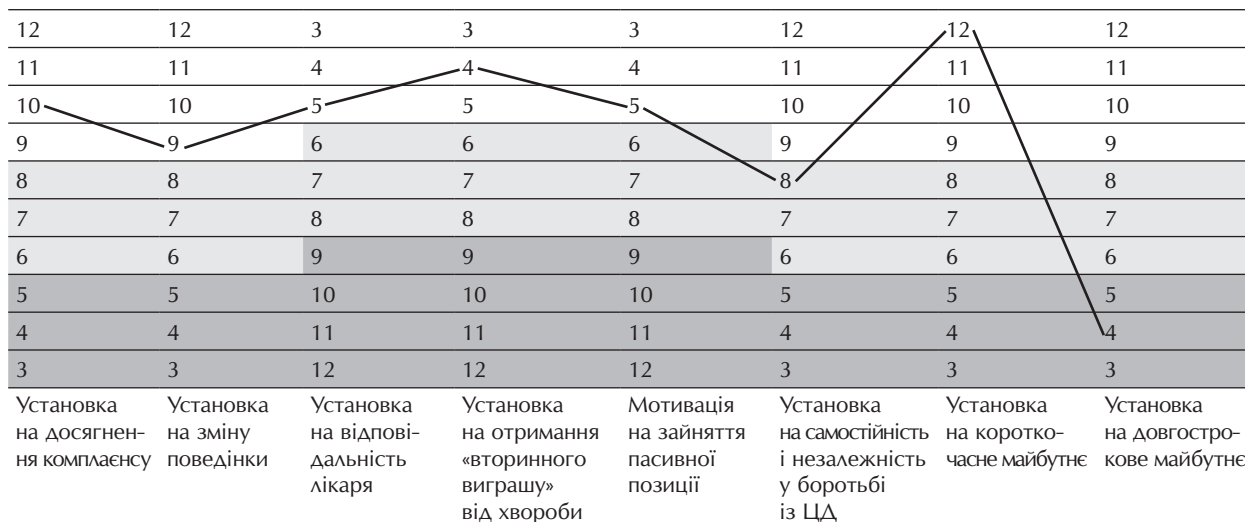 12 12 3 3 3 12 12 12
11 11 4 4 4 11 11 11
10 10 5 5 5 10 10 10
9 9 6 6 6 9 9 9
8 8 7 7 7 8 8 8
7 7 8 8 8 7 7 7
6 6 9 9 9 6 6 6
5 5 10 10 10 5 5 5
4 4 11 11 11 4 4 4
3 3 12 12 12 3 3 3
Установка
на досягнен-
ня комплаєнсу
Установка
на зміну
поведінки
Установка
на відпові-
дальність
лікаря
Установка
на отримання
«вторинного
виграшу»
від хвороби
Мотивація
на зайняття
пасивної
позиції
Установка
на самостійність
і незалежність
у боротьбі
із ЦД
Установка
на коротко-
часне майбутнє
Установка
на довгостро-
кове майбутнє